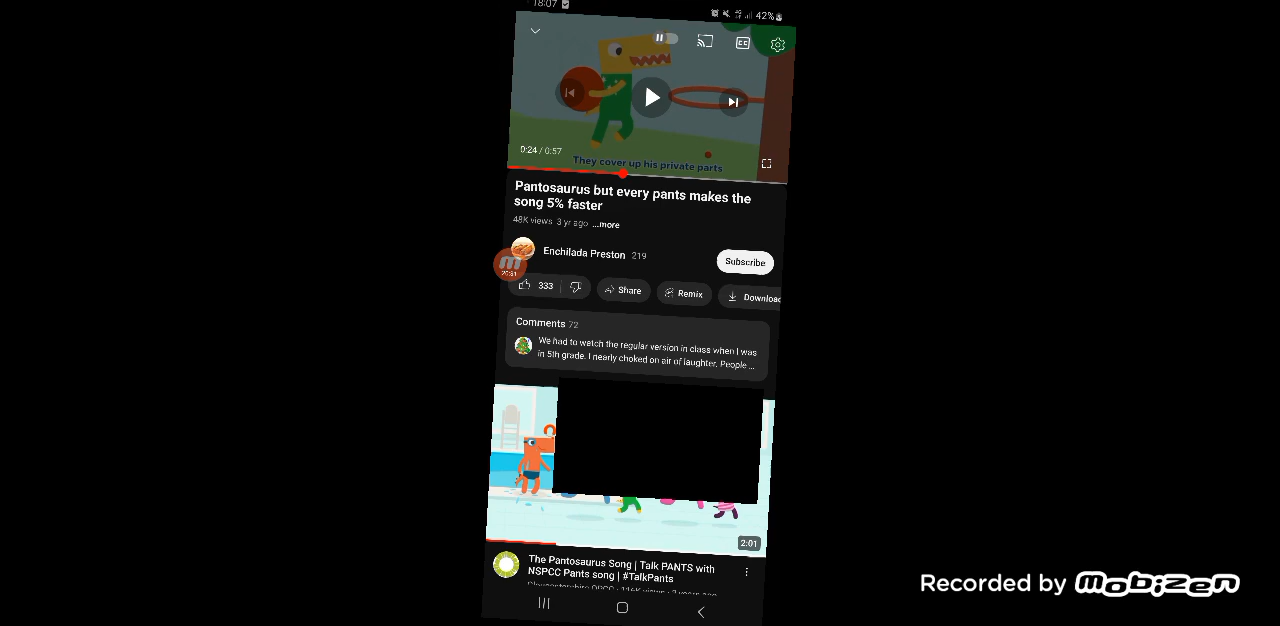 18:07
42%
0:24 / 0:57
They cover up his private parts
Pantosaurus but every pants makes the
song 5% faster
48K views 3 yr ago ...more
Enchilada Preston 219
Subscribe
m
333
Share
Remix
Download
Comments 72
We had to watch the regular version in class when I was
in 5th grade. I nearly choked on air of laughter. People ...
2:01
The Pantosaurus Song | Talk PANTS with
NSPCC Pants song | #TalkPants
Recorded by mobizen